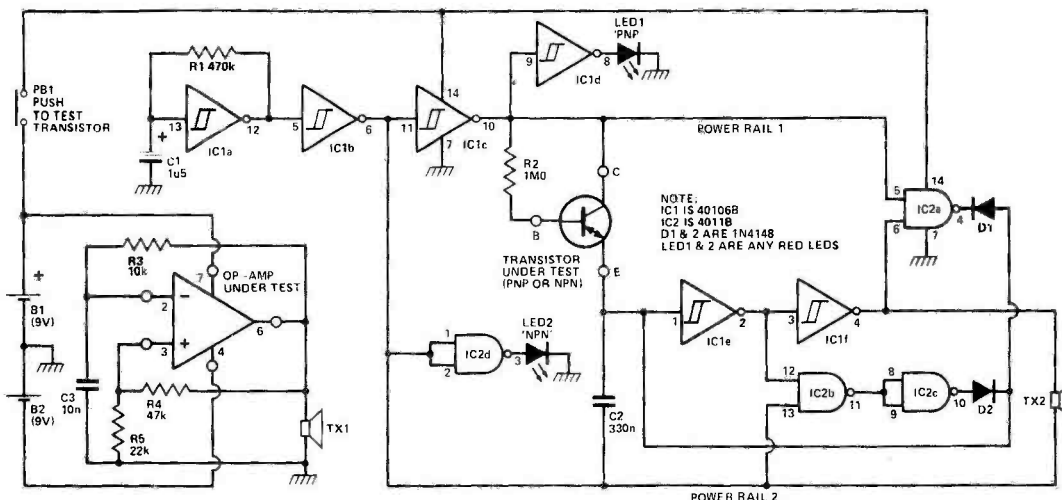 PB1
PUSH
TO TEST
TRANSISTOR
R1 470k
13
IC1a
12
+
C1
1u5
5
IC1b
6
11
14
7
IC1c
10
9
IC1d
8
LED1
'PNP'
POWER RAIL 1
R2
1M0
C
B
E
TRANSISTOR
UNDER TEST
(PNP OR NPN)
NOTE:
IC1 IS 40106B
IC2 IS 4011B
D1 & 2 ARE 1N4148
LED1 & 2 ARE ANY RED LEDS
5
6
14
IC2a
7
4
D1
R3
10k
7
OP-AMP
UNDER TEST
2
−
3
+
6
4
+
B1
(9V)
B2
(9V)
C3
10n
R4
47k
R5
22k
TX1
1
2
IC2d
3
LED2
'NPN'
C2
330n
1
IC1e
2
3
IC1f
4
12
13
IC2b
11
8
9
IC2c
10
D2
TX2
POWER RAIL 2